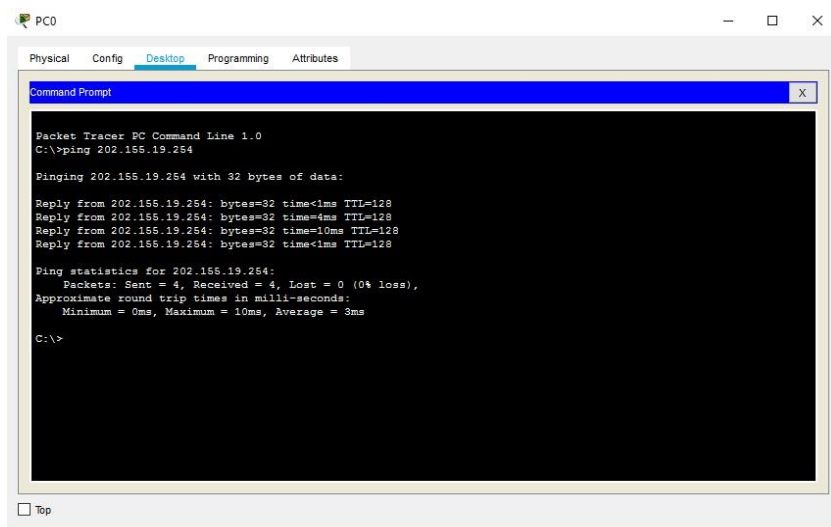 PC0
Physical Config Desktop Programming Attributes
Command Prompt
X
Packet Tracer PC Command Line 1.0
C:\>ping 202.155.19.254
Pinging 202.155.19.254 with 32 bytes of data:
Reply from 202.155.19.254: bytes=32 time<1ms TTL=128
Reply from 202.155.19.254: bytes=32 time=4ms TTL=128
Reply from 202.155.19.254: bytes=32 time=10ms TTL=128
Reply from 202.155.19.254: bytes=32 time<1ms TTL=128
Ping statistics for 202.155.19.254:
Packets: Sent = 4, Received = 4, Lost = 0 (0% loss),
Approximate round trip times in milli-seconds:
Minimum = 0ms, Maximum = 10ms, Average = 3ms
C:\>
Top